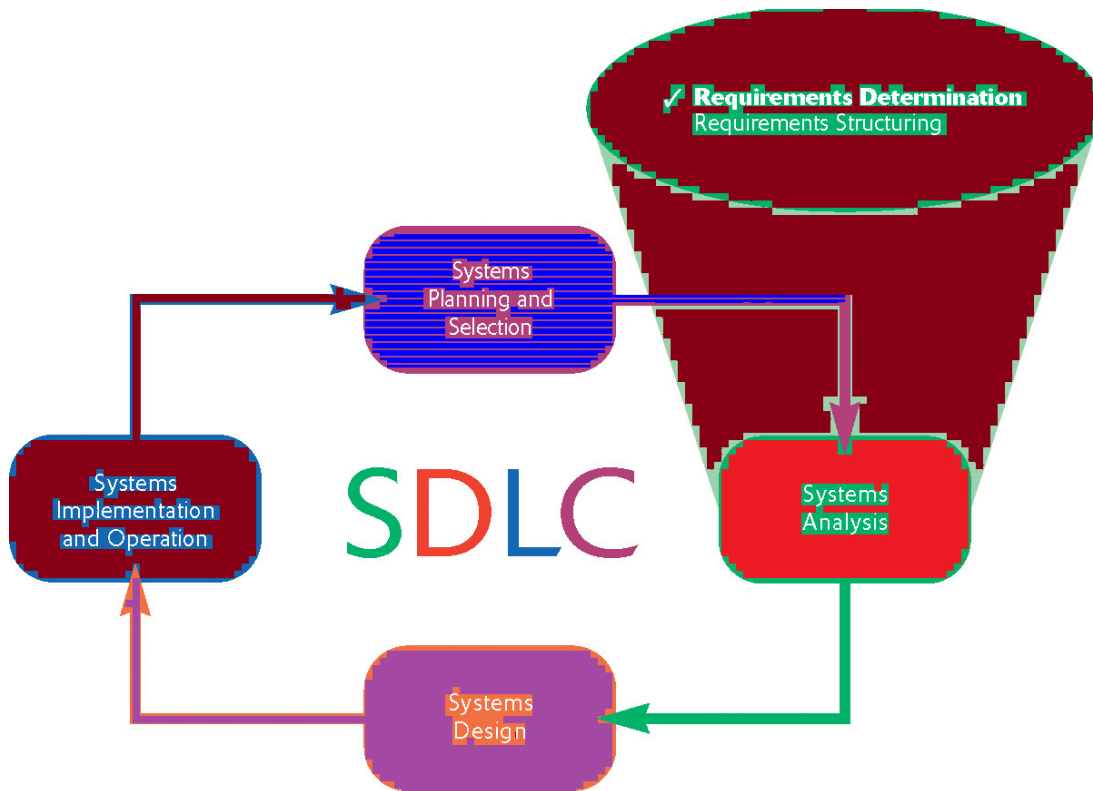 ✓ Requirements Determination
Requirements Structuring
Systems
Planning and
Selection
Systems
Implementation
and Operation
SDLC
Systems
Analysis
Systems
Design